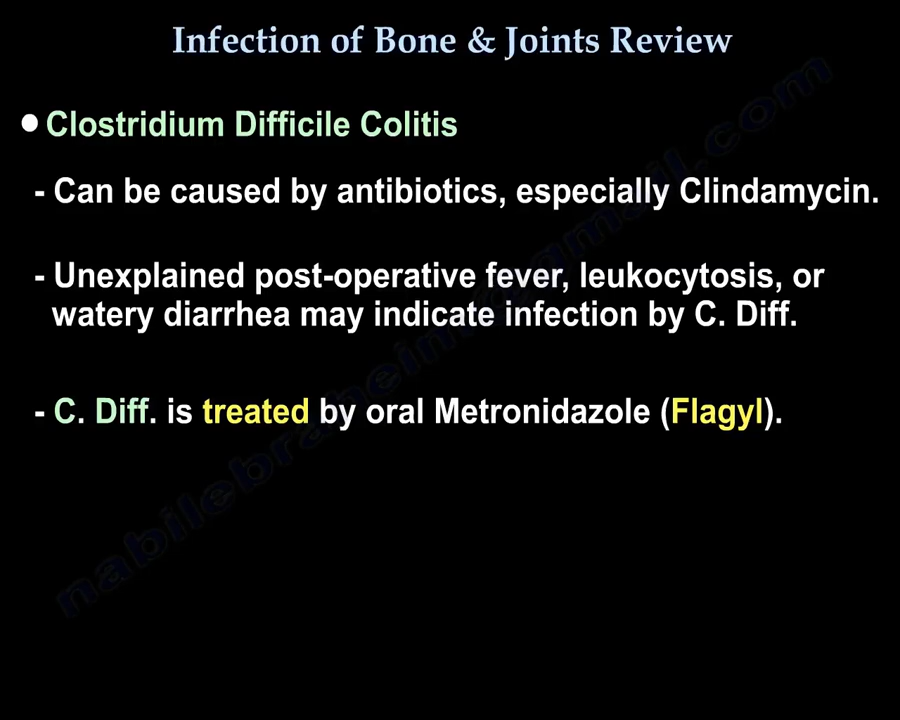 Infection of Bone & Joints Review
• Clostridium Difficile Colitis
- Can be caused by antibiotics, especially Clindamycin.
- Unexplained post-operative fever, leukocytosis, or
watery diarrhea may indicate infection by C. Diff.
- C. Diff. is treated by oral Metronidazole (Flagyl).